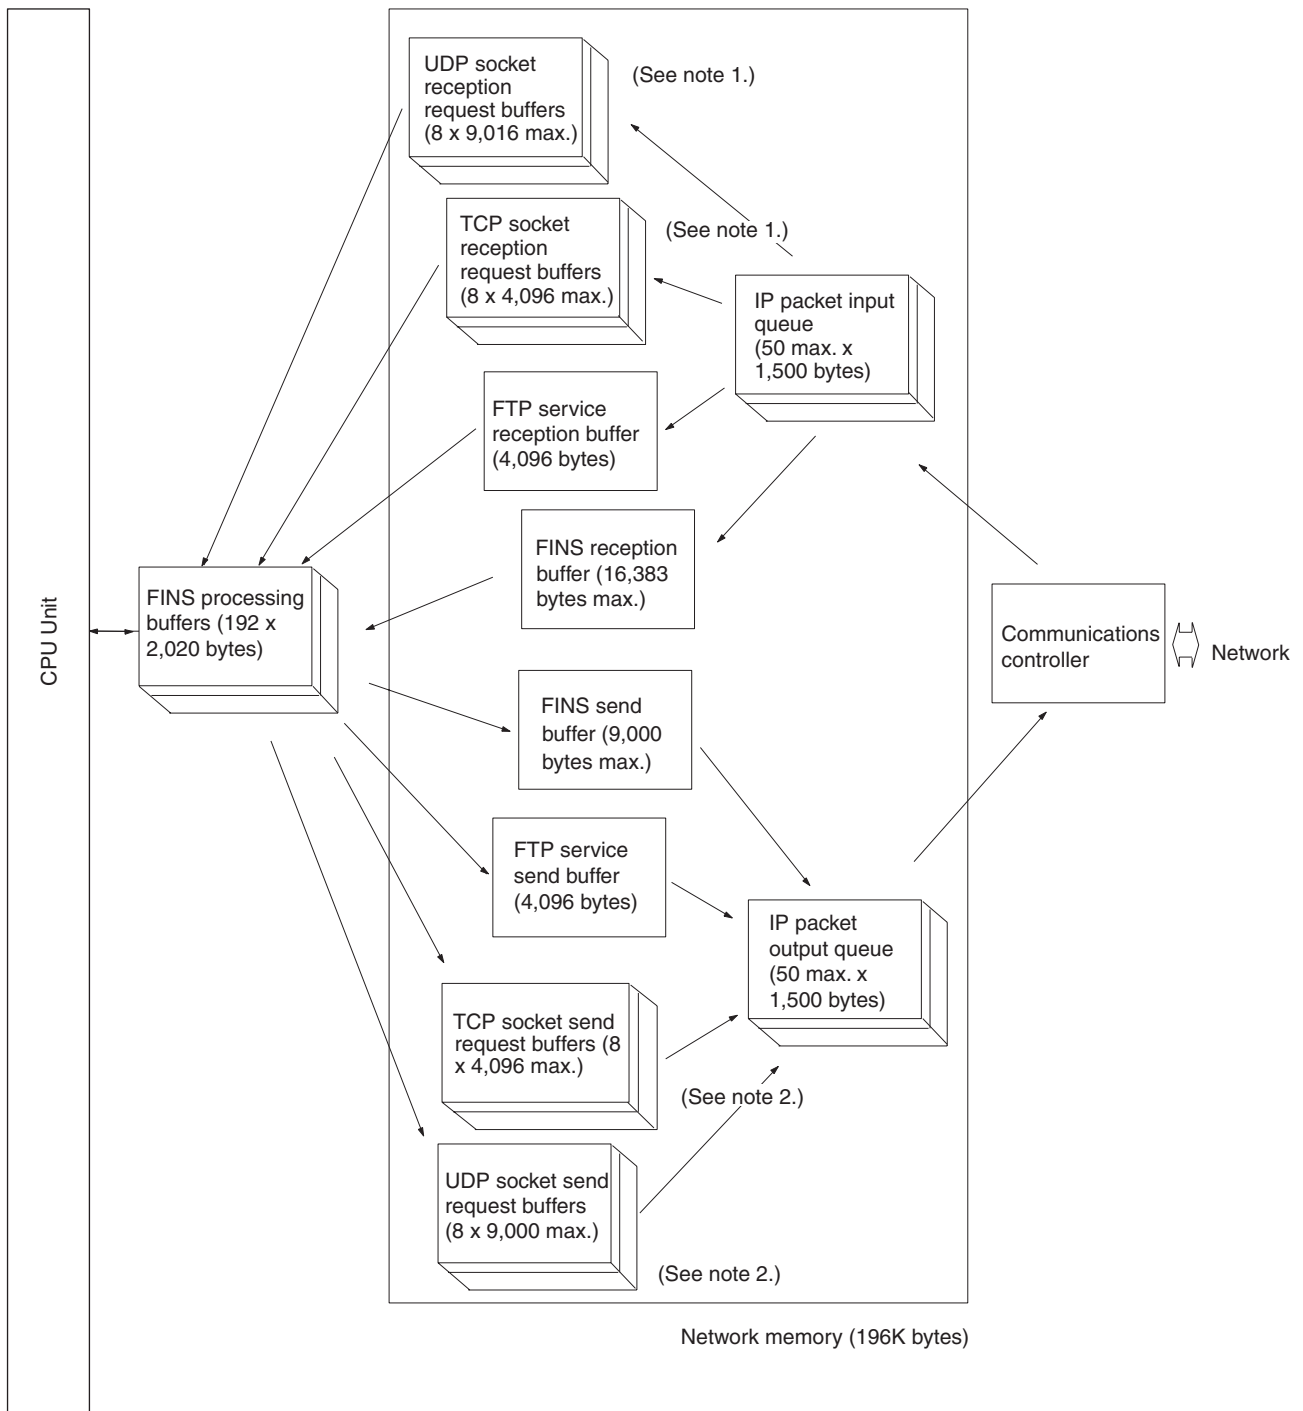 UDP socket
reception
request buffers
(8 x 9,016 max.)
(See note 1.)
TCP socket
reception
request buffers
(8 x 4,096 max.)
(See note 1.)
IP packet input
queue
(50 max. x
1,500 bytes)
FTP service
reception buffer
(4,096 bytes)
FINS reception
buffer (16,383
bytes max.)
CPU Unit
FINS processing
buffers (192 x
2,020 bytes)
Communications
controller
Network
FINS send
buffer (9,000
bytes max.)
FTP service
send buffer
(4,096 bytes)
IP packet
output queue
(50 max. x
1,500 bytes)
TCP socket send
request buffers (8
x 4,096 max.)
(See note 2.)
UDP socket send
request buffers
(8 x 9,000 max.)
(See note 2.)
Network memory (196K bytes)